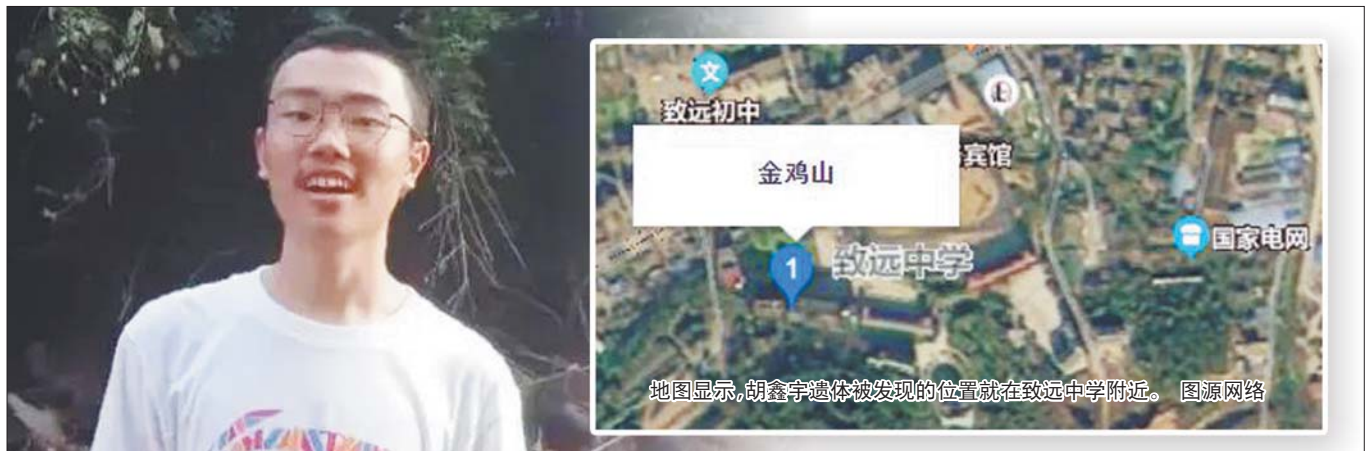 致远初中
宾馆
金鸡山
国家电网
1
致远中学
地图显示,胡鑫宇遗体被发现的位置就在致远中学附近。 图源网络